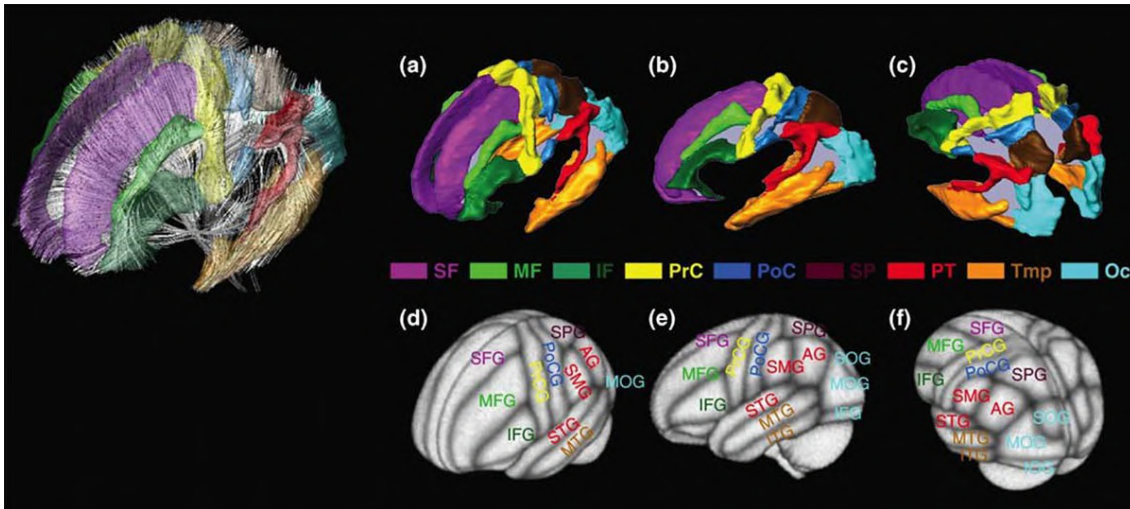 (a)
(b)
(c)
SF MF IF PrC PoC SP PT Tmp Oc
(d)
SFG
MFG
IFG
PrCG
PoCG
SPG
AG
SMG
MOG
STG
MTG
(e)
SFG
MFG
IFG
PrCG
PoCG
SPG
AG
SMG
SOG
MOG
IFG
STG
MTG
ITG
(f)
SFG
MFG
PrCG
PoCG
IFG
SPG
SMG
AG
STG
SOG
MTG
MOG
ITG
IOG